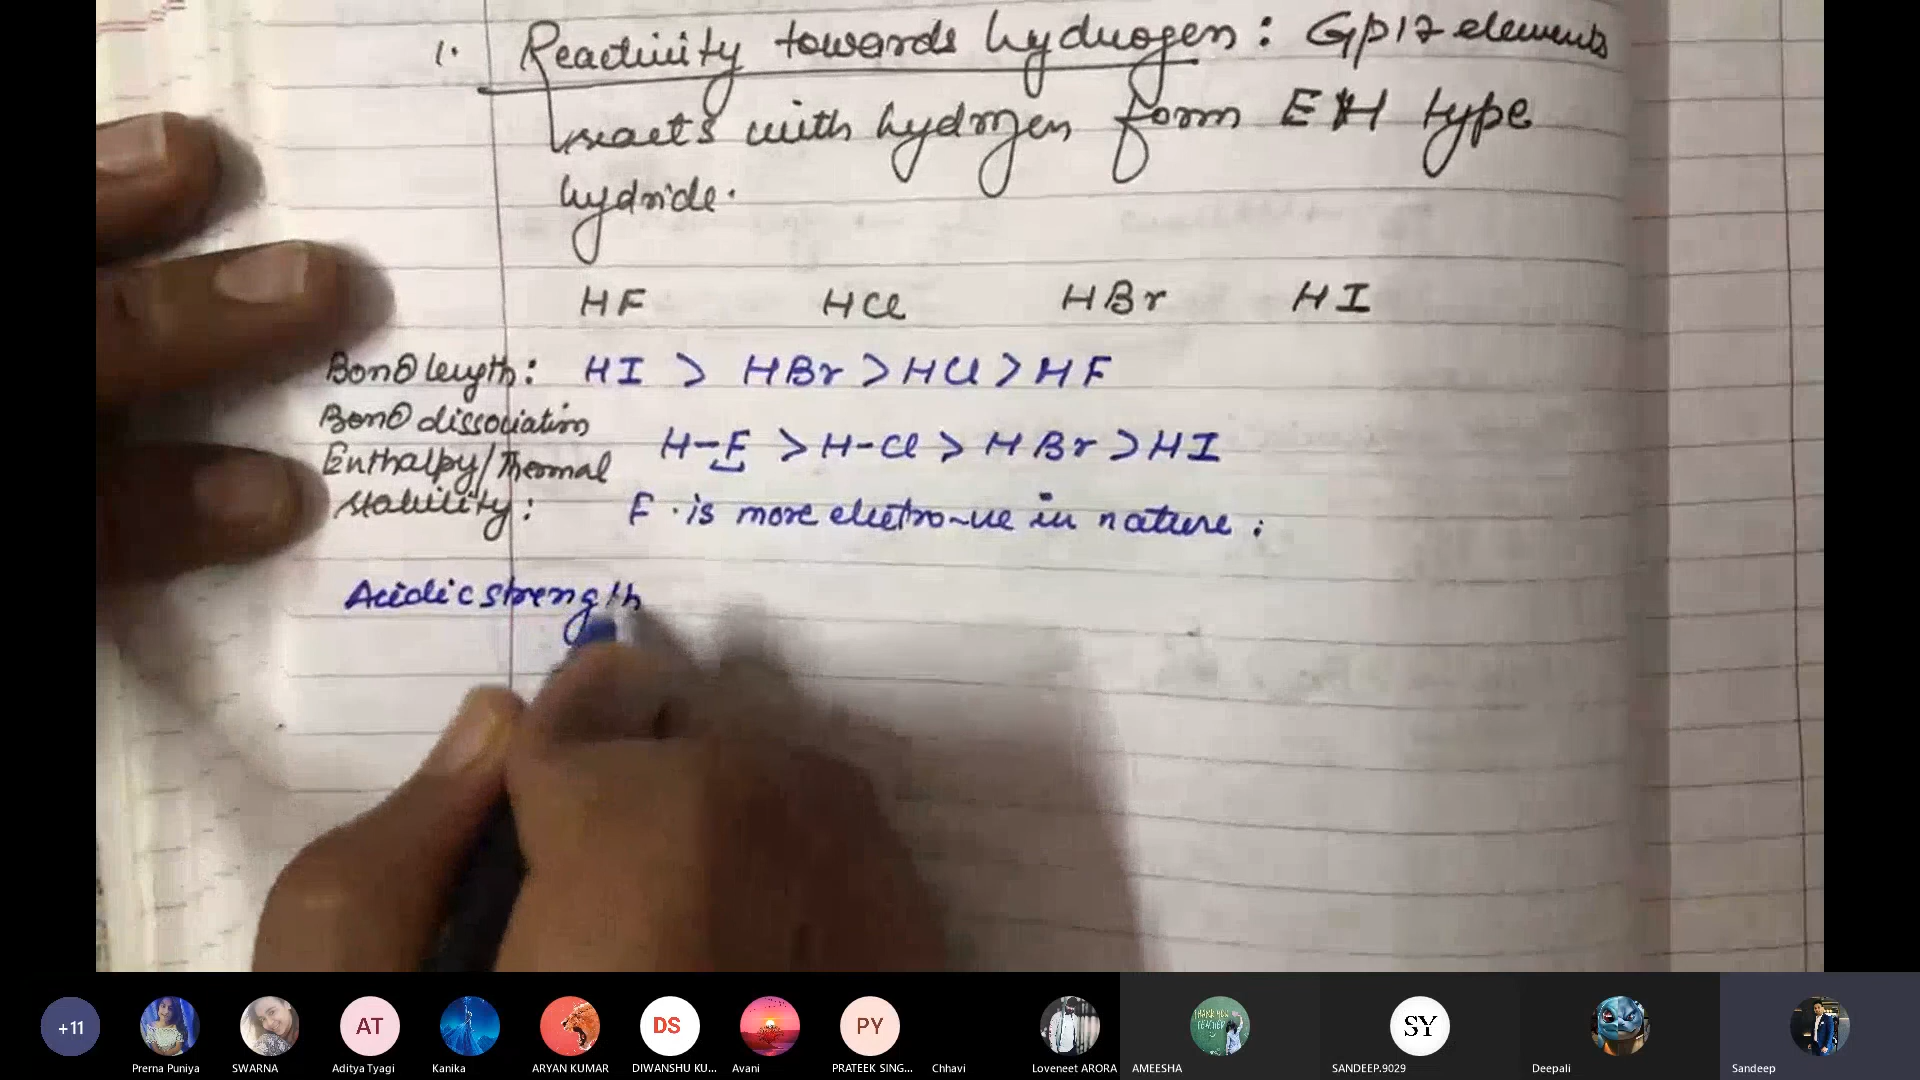 1. Reactivity towards hydrogen : Gp17 elements
reacts with hydrogen form EH type
hydride.
HF HCl HBr HI
Bond length : HI > HBr > HCl > HF
Bond dissociation
Enthalpy/Thermal H-F > H-Cl > HBr > HI
stability : F. is more electro-ve in nature :
Acidic strength
+11 AT DS PY THANK YOU TEACHER SY
Prerna Puniya SWARNA Aditya Tyagi Kanika ARYAN KUMAR DIWANSHU KU... Avani PRATEEK SING... Chhavi Loveneet ARORA AMEESHA SANDEEP.9029 Deepali Sandeep